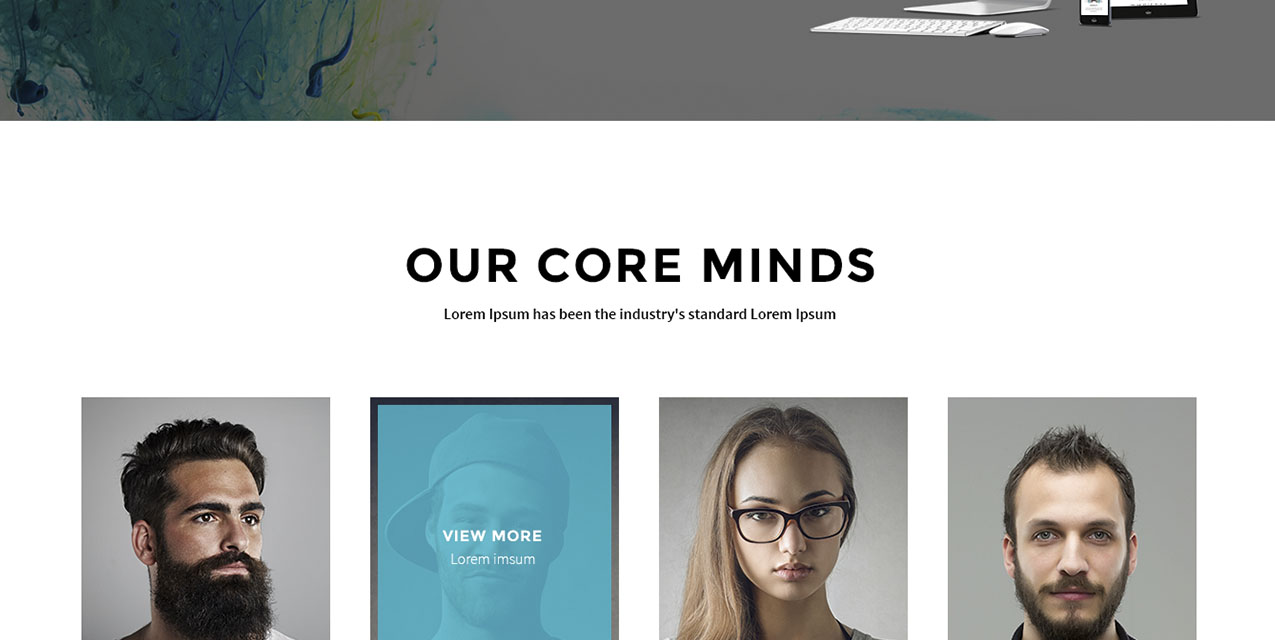 OUR CORE MINDS
Lorem Ipsum has been the industry's standard Lorem Ipsum
VIEW MORE
Lorem imsum